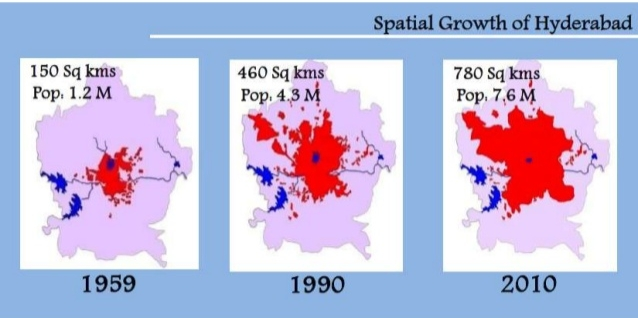 Spatial Growth of Hyderabad
150 Sq kms
Pop: 1.2 M
460 Sq kms
Pop: 4.3 M
780 Sq kms
Pop: 7.6 M
1959
1990
2010